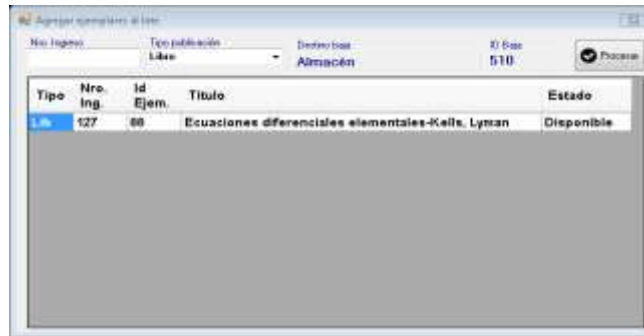 Agregar ejemplares al lote
Nro. Ingreso Tipo publicación Destino baja ID Baja
Libro Almacén 510 Procesar
Tipo Nro. Ing. Id Ejem. Titulo Estado
Lib 127 88 Ecuaciones diferenciales elementales-Kells, Lyman Disponible